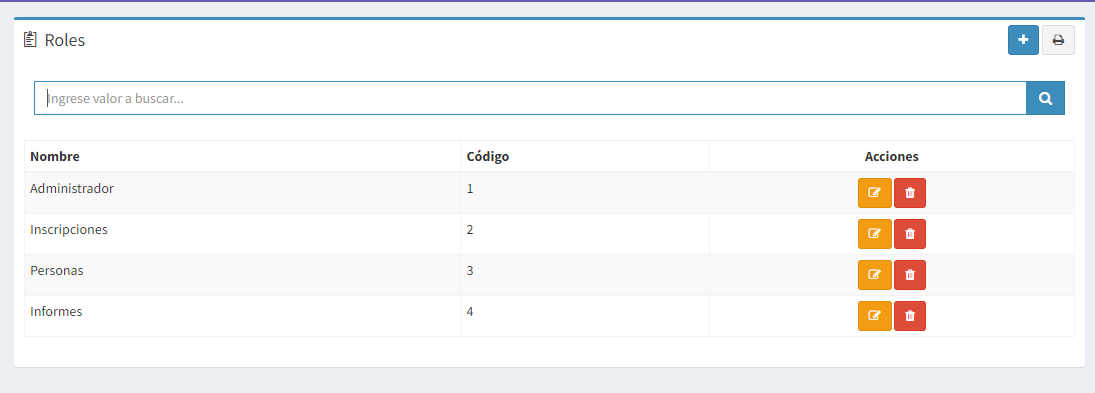 Roles
Ingrese valor a buscar...
Nombre Código Acciones
Administrador 1
Inscripciones 2
Personas 3
Informes 4